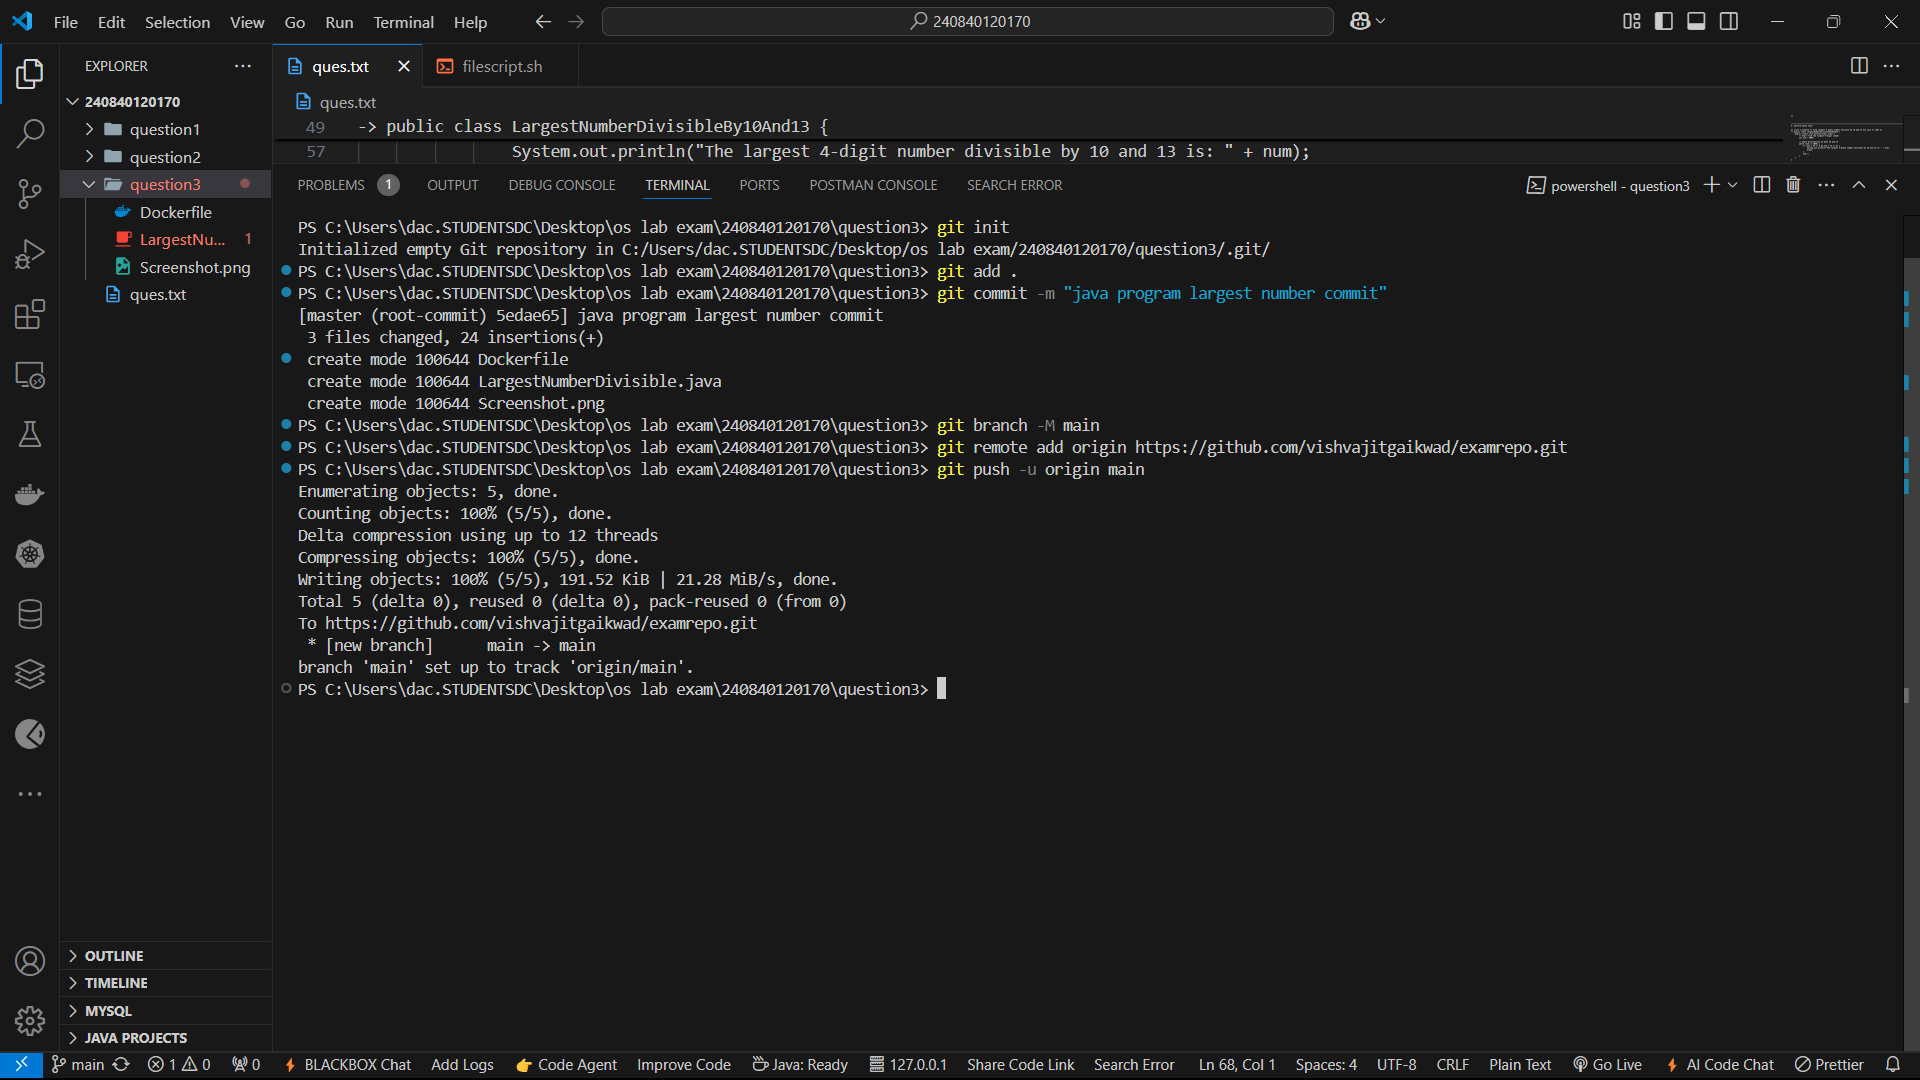 File Edit Selection View Go Run Terminal Help
240840120170
EXPLORER
240840120170
question1
question2
question3
Dockerfile
LargestNu... 1
Screenshot.png
ques.txt
OUTLINE
TIMELINE
MYSQL
JAVA PROJECTS
ques.txt filescript.sh
ques.txt
49 -> public class LargestNumberDivisibleBy10And13 {
57 System.out.println("The largest 4-digit number divisible by 10 and 13 is: " + num);
PROBLEMS 1 OUTPUT DEBUG CONSOLE TERMINAL PORTS POSTMAN CONSOLE SEARCH ERROR
powershell - question3
PS C:\Users\dac.STUDENTSDC\Desktop\os lab exam\240840120170\question3> git init
Initialized empty Git repository in C:/Users/dac.STUDENTSDC/Desktop/os lab exam/240840120170/question3/.git/
PS C:\Users\dac.STUDENTSDC\Desktop\os lab exam\240840120170\question3> git add .
PS C:\Users\dac.STUDENTSDC\Desktop\os lab exam\240840120170\question3> git commit -m "java program largest number commit"
[master (root-commit) 5edae65] java program largest number commit
3 files changed, 24 insertions(+)
create mode 100644 Dockerfile
create mode 100644 LargestNumberDivisible.java
create mode 100644 Screenshot.png
PS C:\Users\dac.STUDENTSDC\Desktop\os lab exam\240840120170\question3> git branch -M main
PS C:\Users\dac.STUDENTSDC\Desktop\os lab exam\240840120170\question3> git remote add origin https://github.com/vishvajitgaikwad/examrepo.git
PS C:\Users\dac.STUDENTSDC\Desktop\os lab exam\240840120170\question3> git push -u origin main
Enumerating objects: 5, done.
Counting objects: 100% (5/5), done.
Delta compression using up to 12 threads
Compressing objects: 100% (5/5), done.
Writing objects: 100% (5/5), 191.52 KiB | 21.28 MiB/s, done.
Total 5 (delta 0), reused 0 (delta 0), pack-reused 0 (from 0)
To https://github.com/vishvajitgaikwad/examrepo.git
* [new branch] main -> main
branch 'main' set up to track 'origin/main'.
PS C:\Users\dac.STUDENTSDC\Desktop\os lab exam\240840120170\question3>
main 1 0 0 BLACKBOX Chat Add Logs Code Agent Improve Code Java: Ready 127.0.0.1 Share Code Link Search Error Ln 68, Col 1 Spaces: 4 UTF-8 CRLF Plain Text Go Live AI Code Chat Prettier